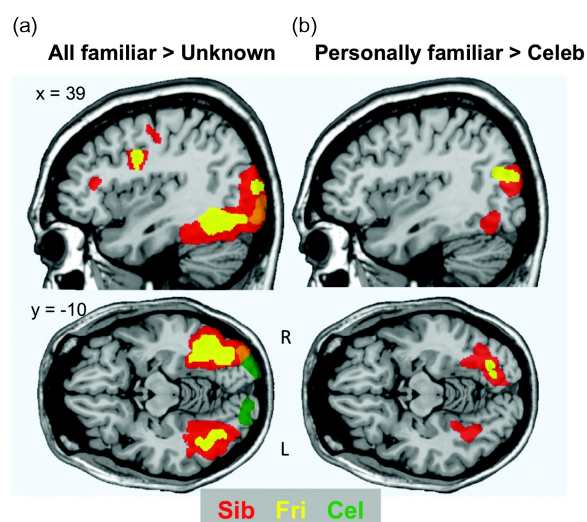 (a)
(b)
All familiar > Unknown
Personally familiar > Celeb
x = 39
y = -10
R
L
Sib Fri Cel